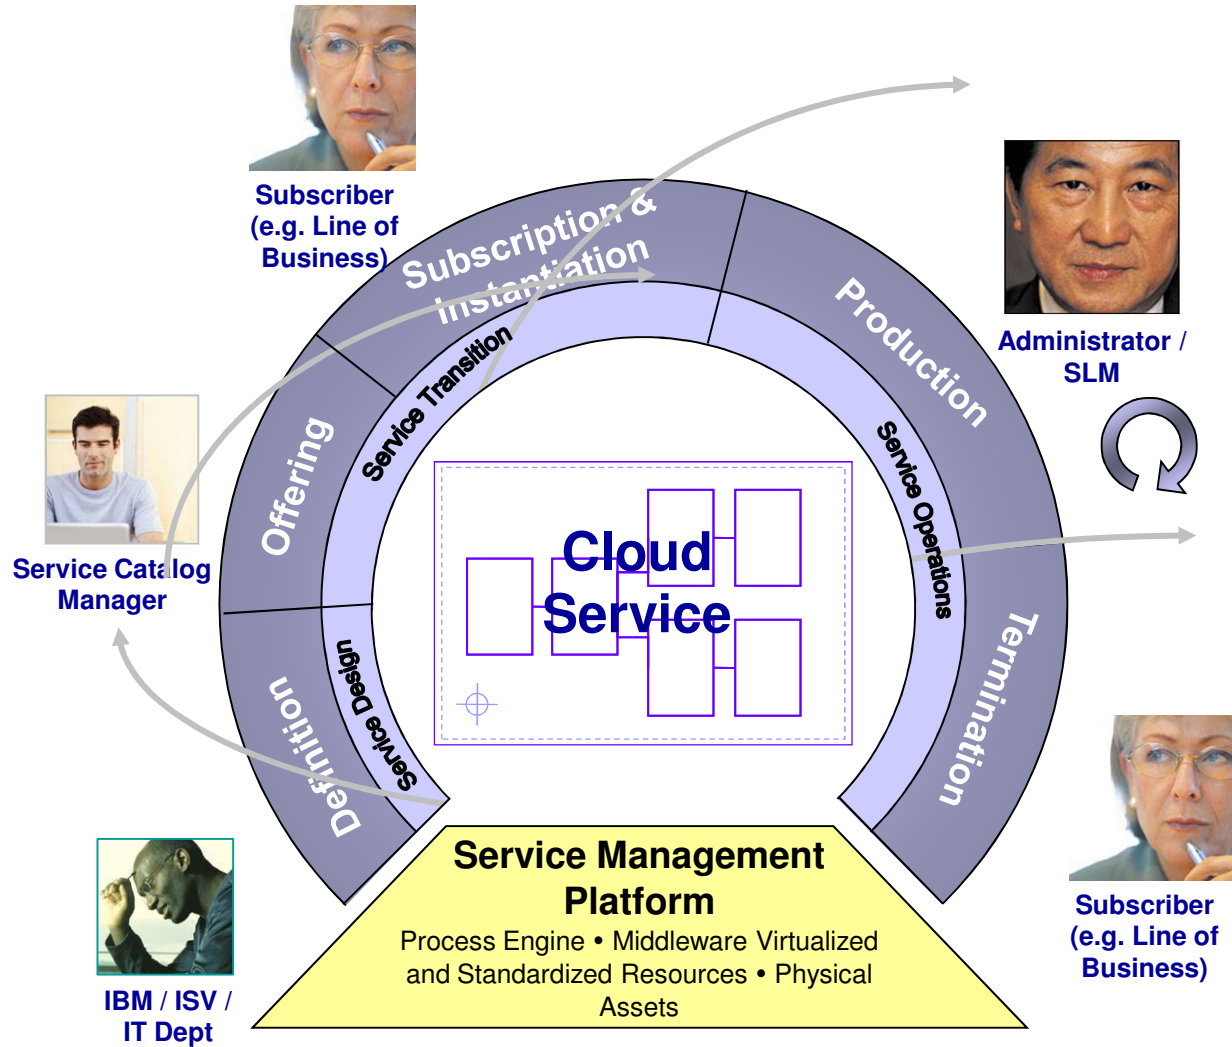 Subscriber
(e.g. Line of
Business)
Subscription &
Instantiation
Production
Administrator /
SLM
Service Transition
Offering
Service Operations
Cloud
Service
Service Catalog
Manager
Service Design
Definition
Termination
Service Management
Platform
Process Engine • Middleware Virtualized
and Standardized Resources • Physical
Assets
IBM / ISV /
IT Dept
Subscriber
(e.g. Line of
Business)